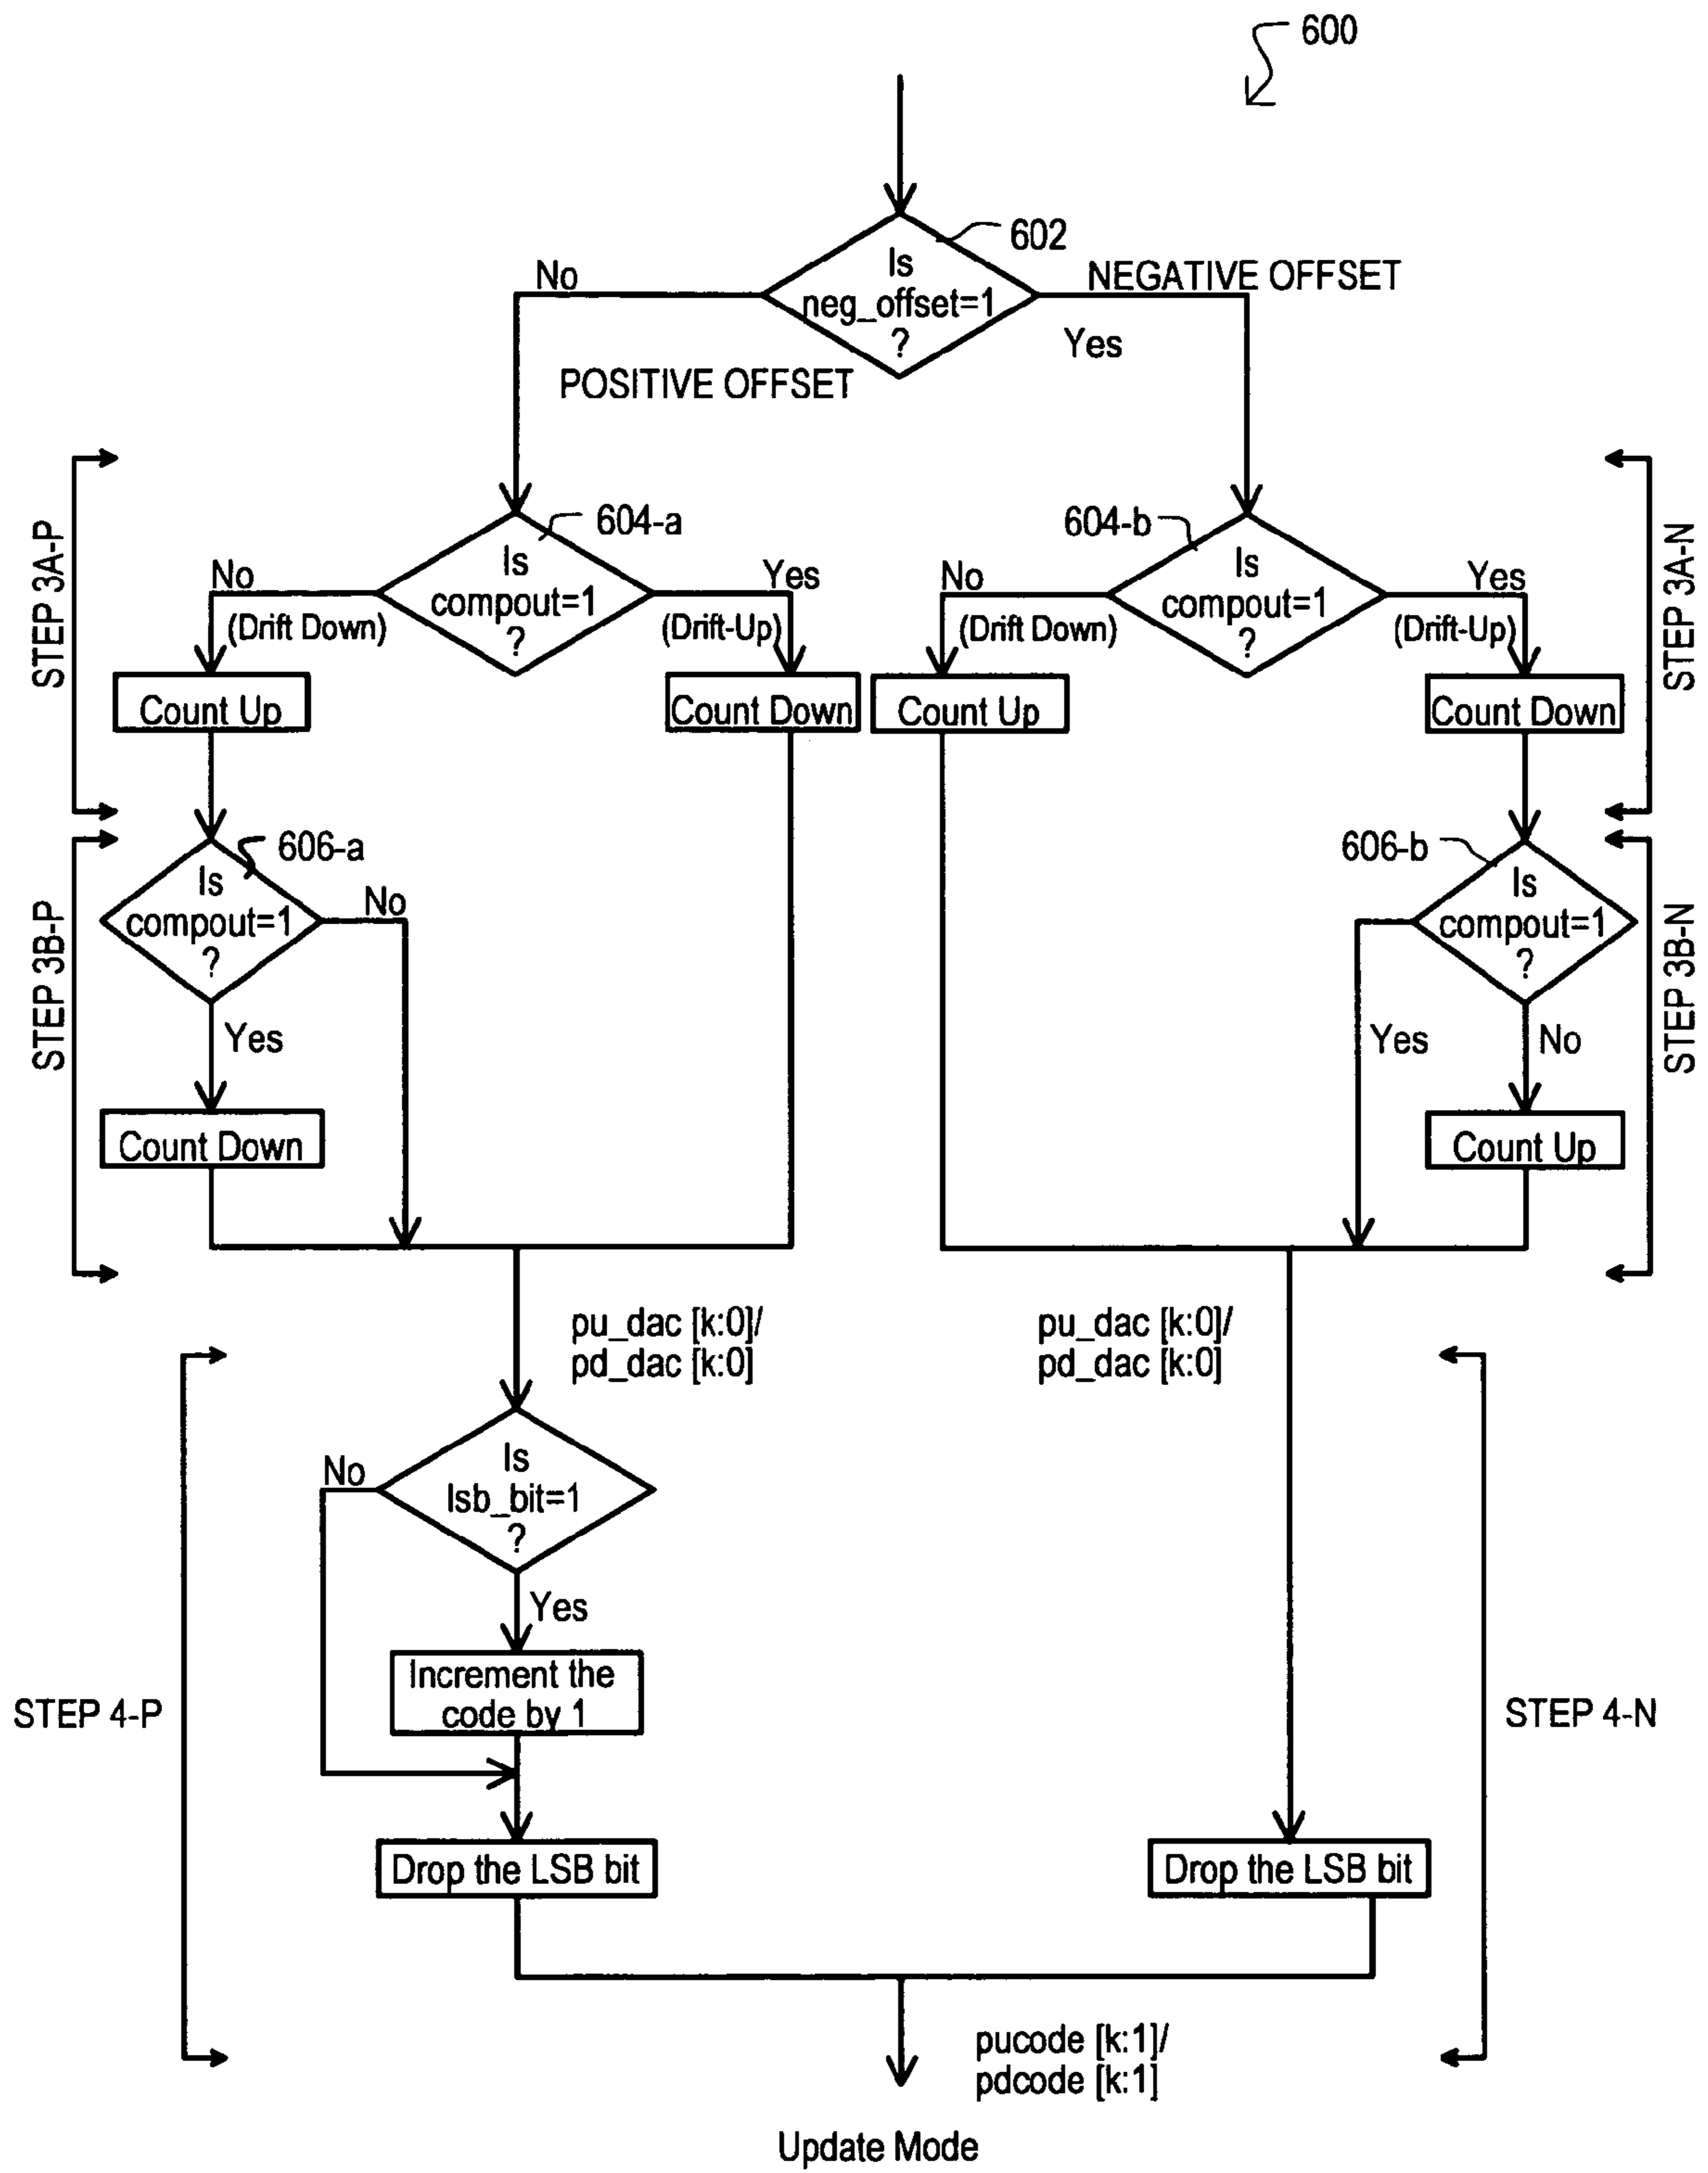 600
602
Is
neg_offset=1
?
No
NEGATIVE OFFSET
Yes
POSITIVE OFFSET
STEP 3A-P
604-a
Is
compout=1
?
No
(Drift Down)
Yes
(Drift-Up)
Count Up
Count Down
604-b
Is
compout=1
?
No
(Drift Down)
Yes
(Drift-Up)
Count Up
Count Down
STEP 3A-N
STEP 3B-P
606-a
Is
compout=1
?
No
Yes
Count Down
606-b
Is
compout=1
?
Yes
No
Count Up
STEP 3B-N
pu_dac [k:0]/
pd_dac [k:0]
pu_dac [k:0]/
pd_dac [k:0]
STEP 4-P
Is
lsb_bit=1
?
No
Yes
Increment the
code by 1
Drop the LSB bit
Drop the LSB bit
STEP 4-N
pucode [k:1]/
pdcode [k:1]
Update Mode